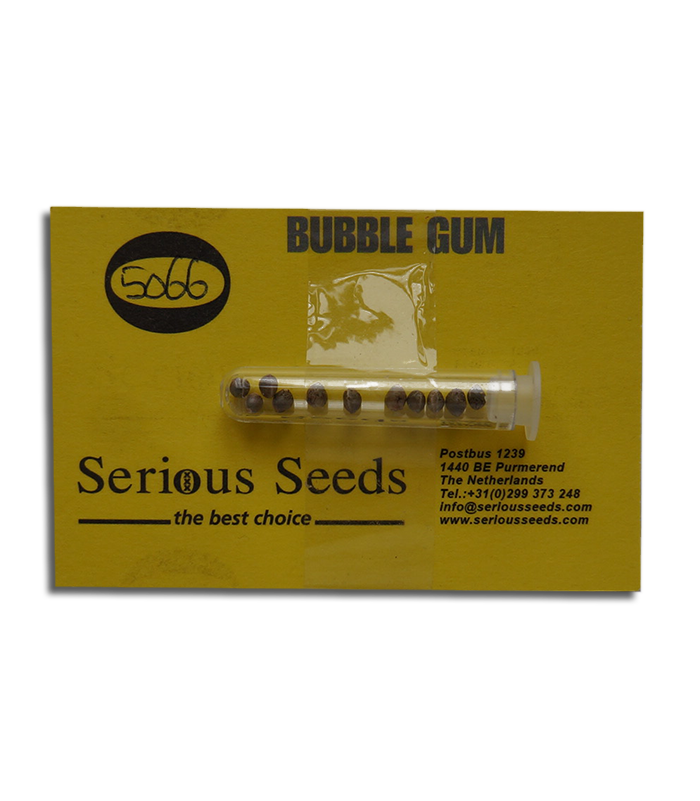 BUBBLE GUM
5066
Serious Seeds
the best choice
Postbus 1239
1440 BE Purmerend
The Netherlands
Tel.:+31(0)299 373 248
info@seriousseeds.com
www.seriousseeds.com